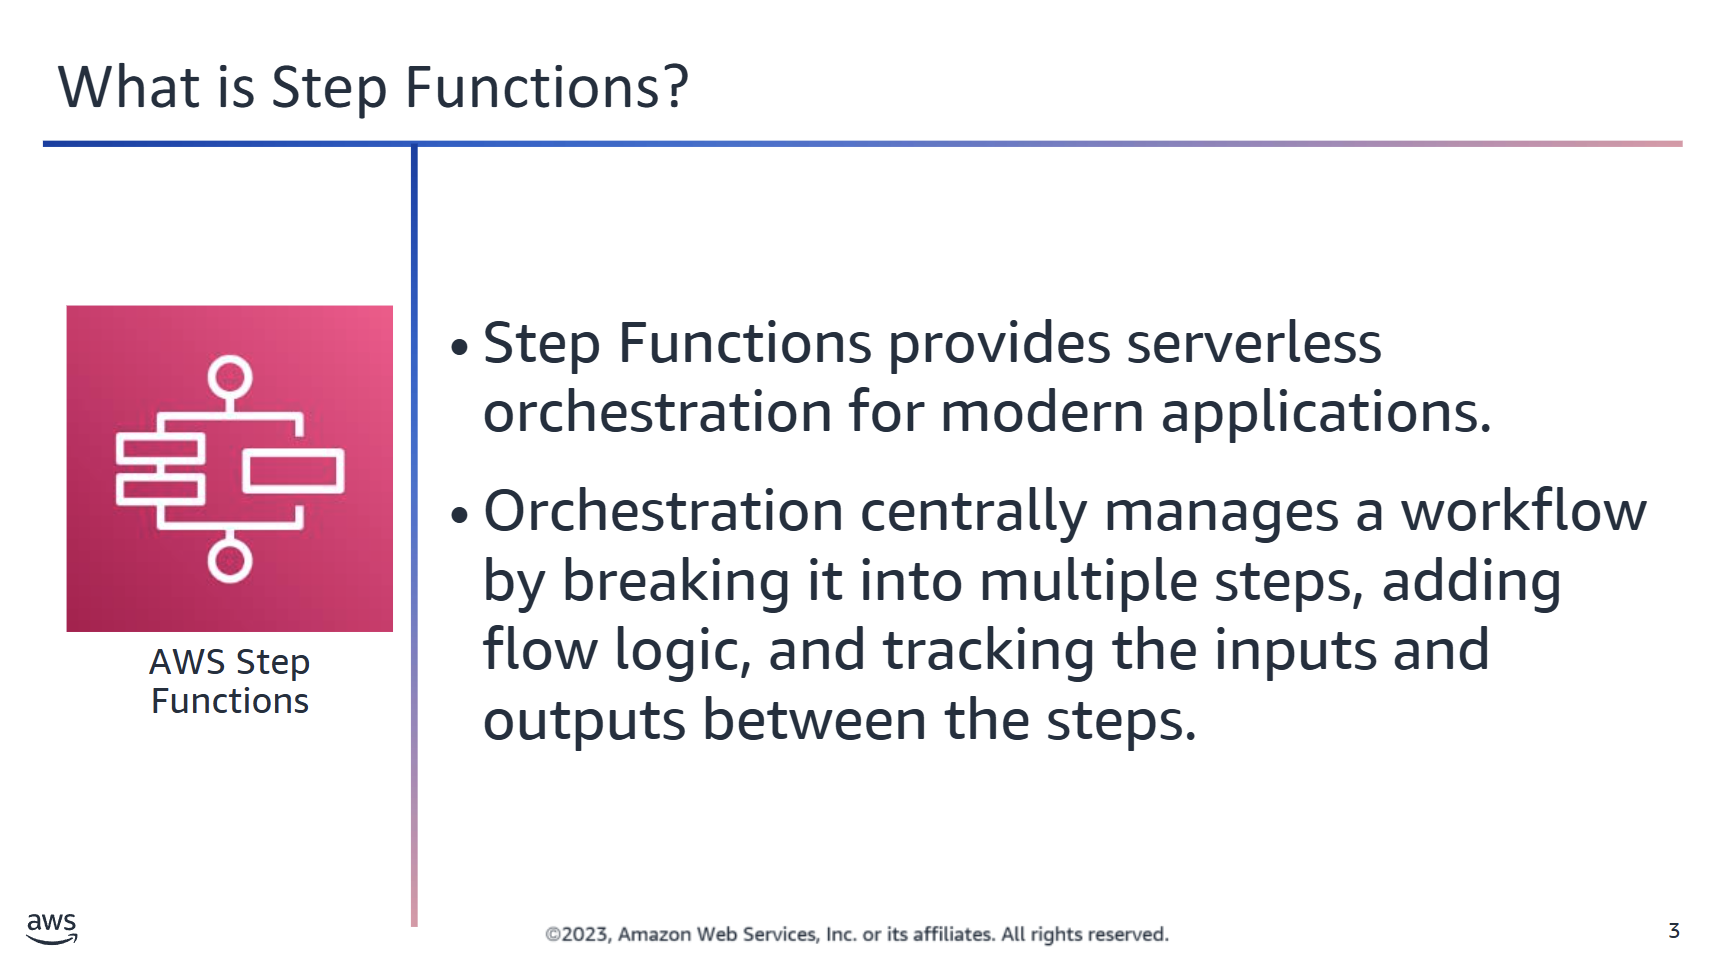 What is Step Functions?
AWS Step
Functions
• Step Functions provides serverless
orchestration for modern applications.
• Orchestration centrally manages a workflow
by breaking it into multiple steps, adding
flow logic, and tracking the inputs and
outputs between the steps.
aws
©2023, Amazon Web Services, Inc. or its affiliates. All rights reserved.
3